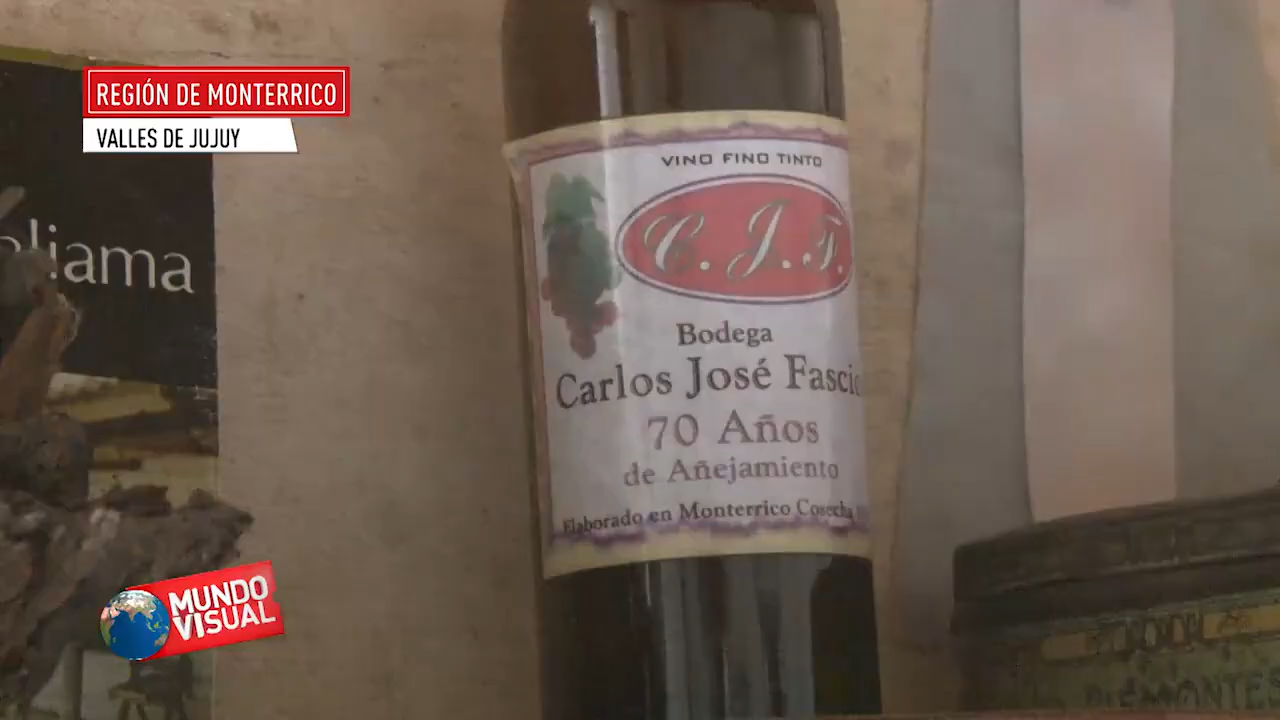 REGIÓN DE MONTERRICO
VALLES DE JUJUY
VINO FINO TINTO
C. J. F.
Bodega
Carlos José
70 Años
de Añejamiento
Elaborado en Monterrico Cosecha
MUNDO
VISUAL